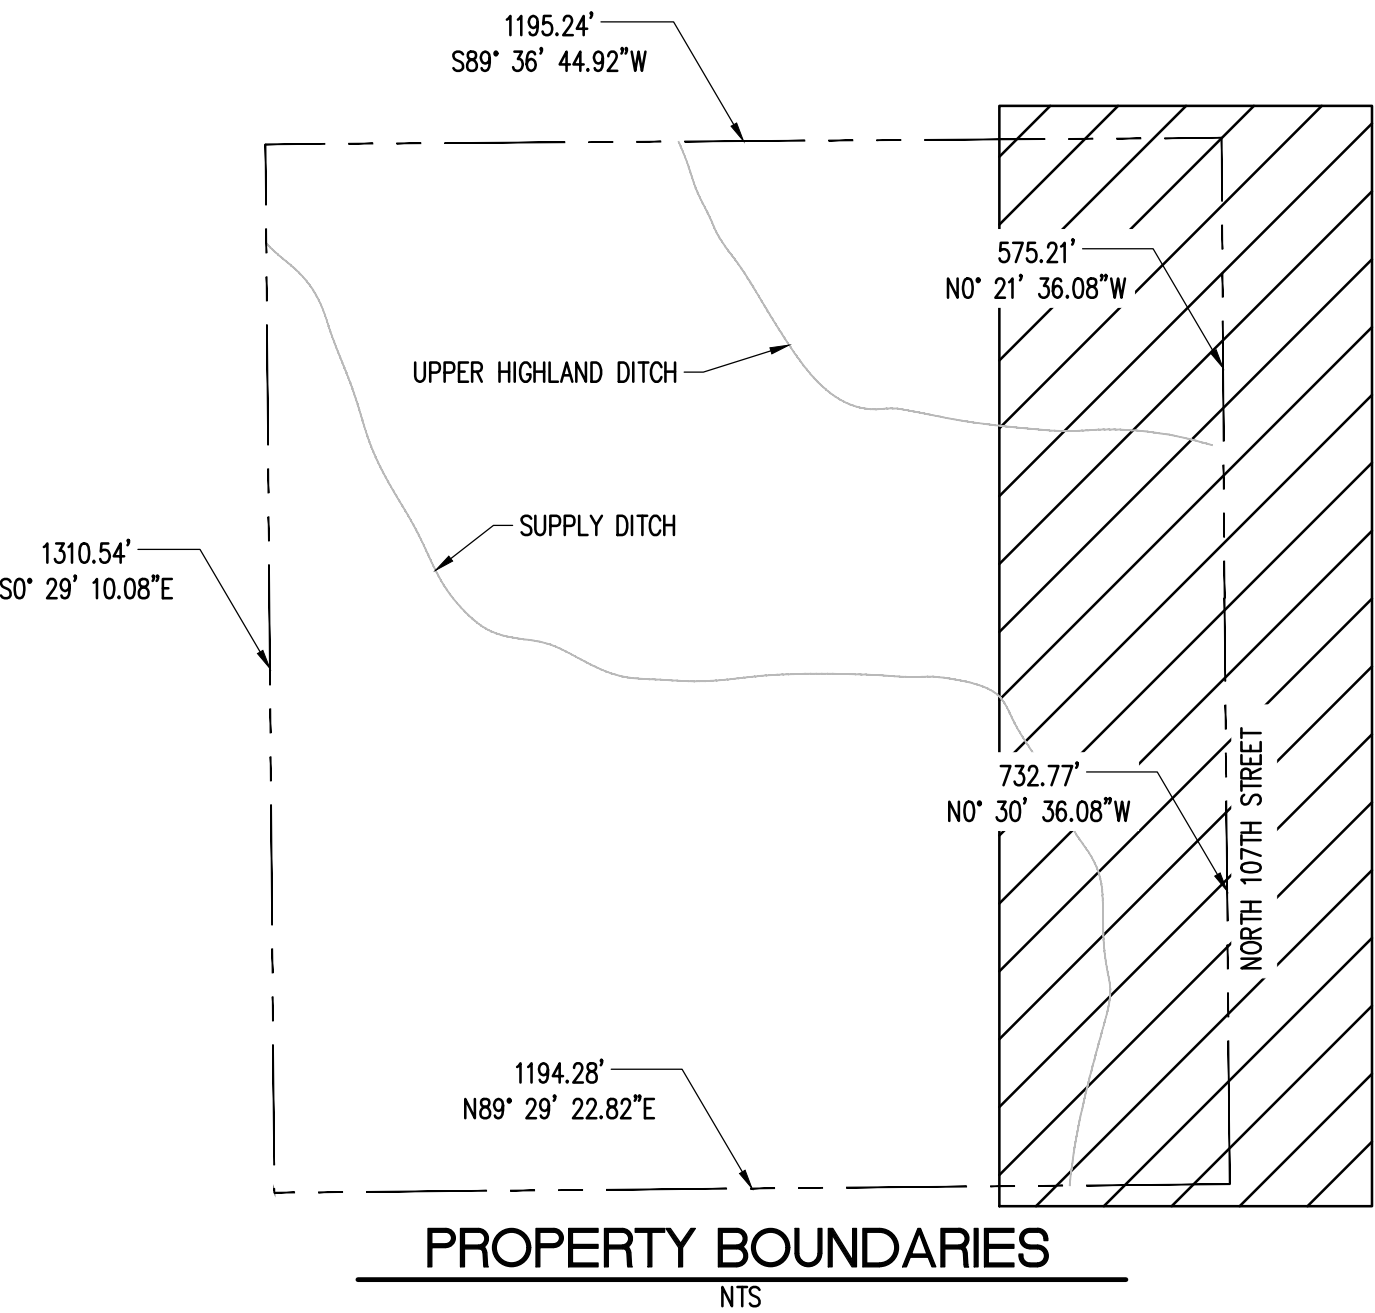 1195.24'
S89° 36' 44.92"W
575.21'
N0° 21' 36.08"W
UPPER HIGHLAND DITCH
SUPPLY DITCH
1310.54'
S0° 29' 10.08"E
732.77'
N0° 30' 36.08"W
NORTH 107TH STREET
1194.28'
N89° 29' 22.82"E
PROPERTY BOUNDARIES
NTS